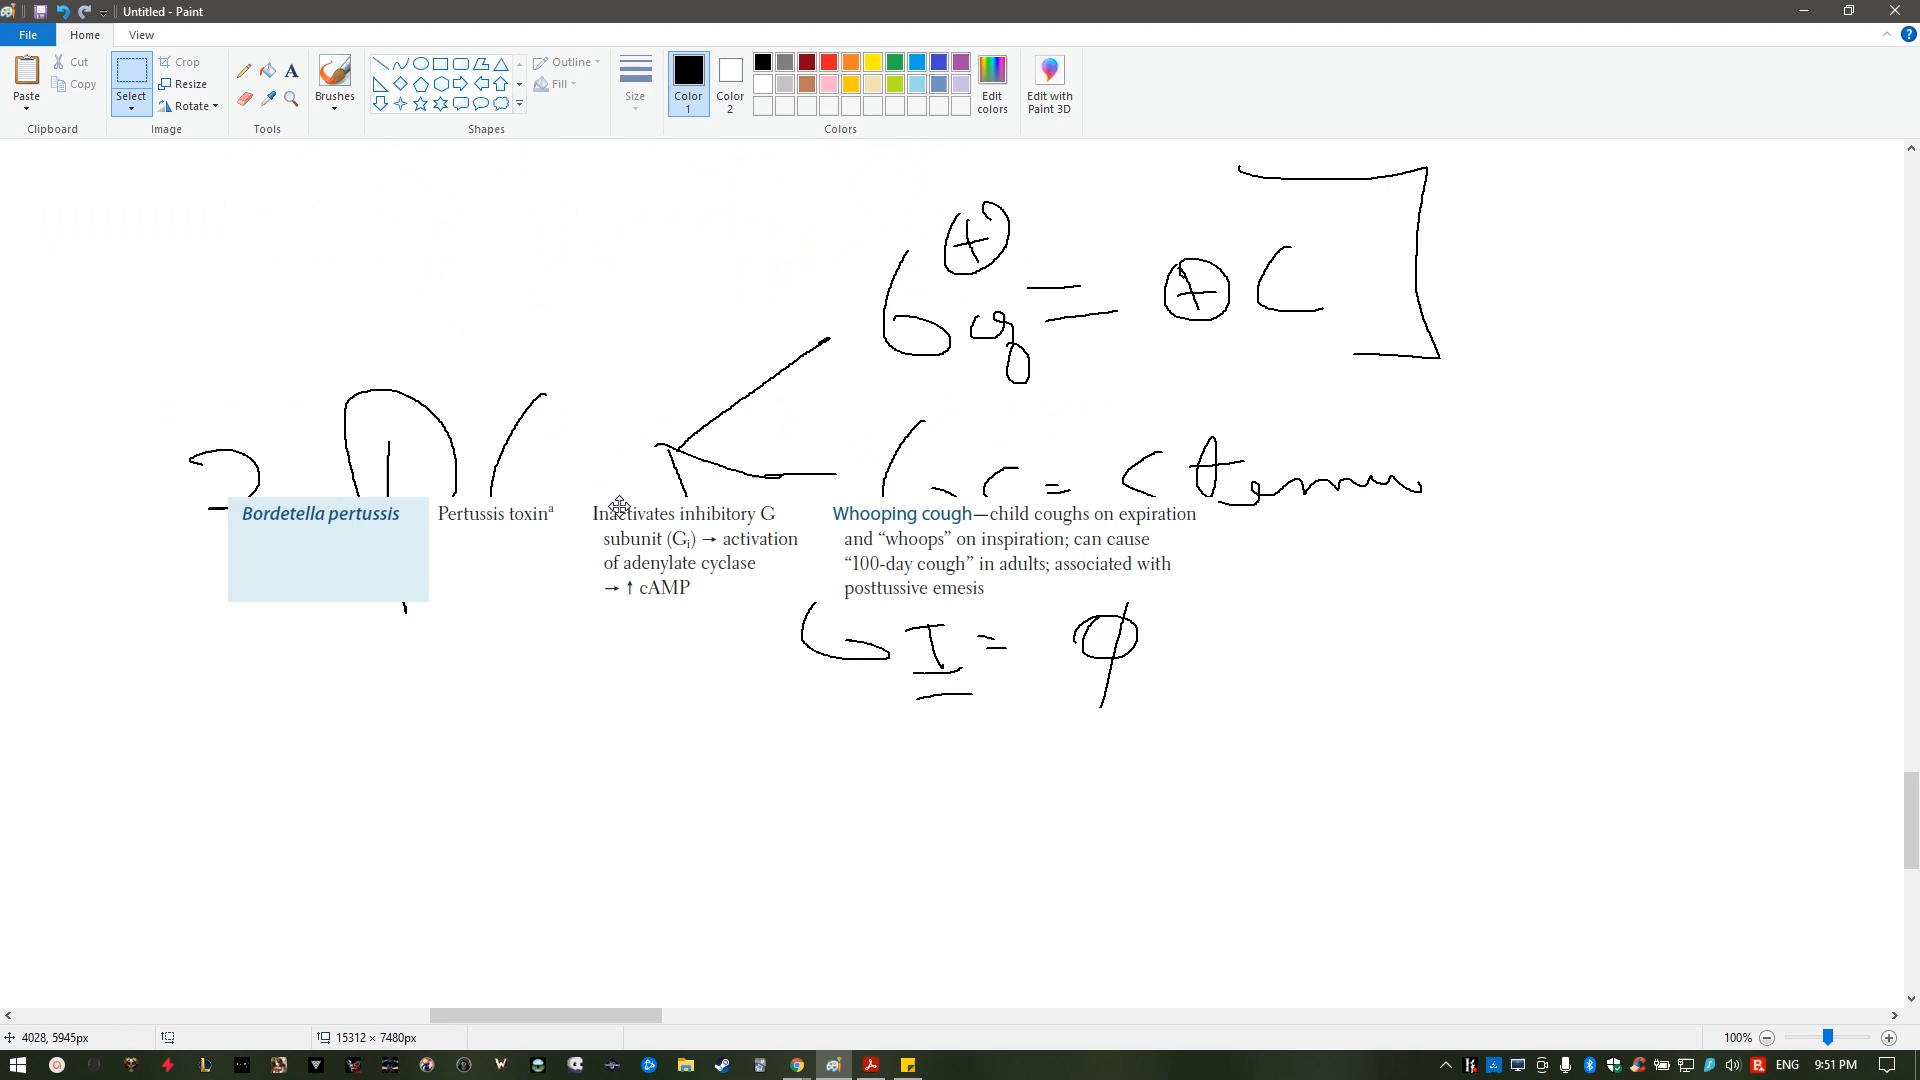 Untitled - Paint
File Home View
Paste
Cut
Copy
Clipboard
Select
Crop
Resize
Rotate
Image
Tools
Brushes
Shapes
Outline
Fill
Size
Color 1
Color 2
Edit colors
Edit with Paint 3D
Colors
Bordetella pertussis
Pertussis toxinᵃ
Inactivates inhibitory G
subunit (Gᵢ) → activation
of adenylate cyclase
→ ↑ cAMP
Whooping cough—child coughs on expiration
and “whoops” on inspiration; can cause
“100-day cough” in adults; associated with
posttussive emesis
GI = φ
4028, 5945px
15312 × 7480px
100%
ENG
9:51 PM